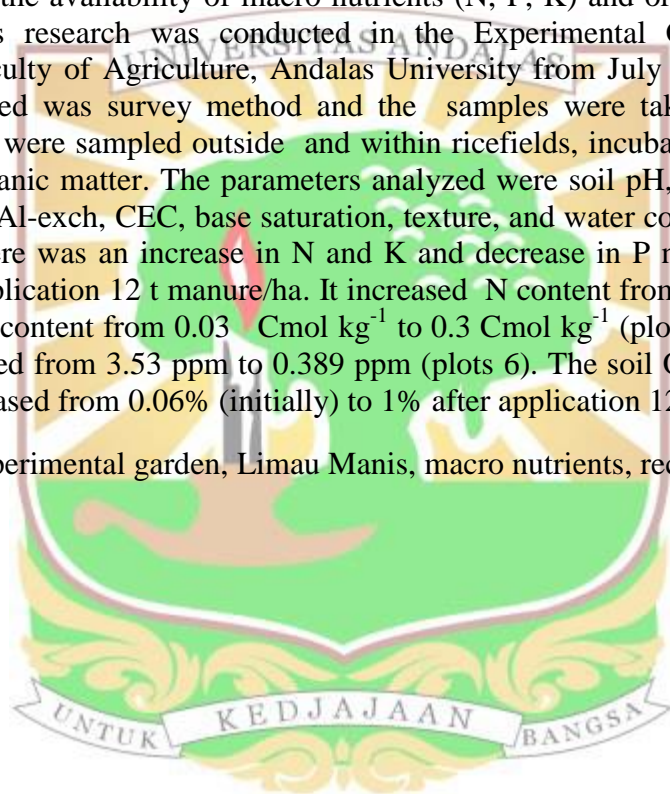 the availability of macro nutrients (N, P, K) and or
s research was conducted in the Experimental
UNIVERSITAS ANDALAS
culty of Agriculture, Andalas University from July
ed was survey method and the samples were tak
were sampled outside and within ricefields, incuba
anic matter. The parameters analyzed were soil pH,
Al-exch, CEC, base saturation, texture, and water co
ere was an increase in N and K and decrease in P
plication 12 t manure/ha. It increased N content from
content from 0.03 Cmol kg⁻¹ to 0.3 Cmol kg⁻¹ (plo
ed from 3.53 ppm to 0.389 ppm (plots 6). The soil
ased from 0.06% (initially) to 1% after application 12
perimental garden, Limau Manis, macro nutrients, rec
UNTUK KEDJAJAAN BANGSA